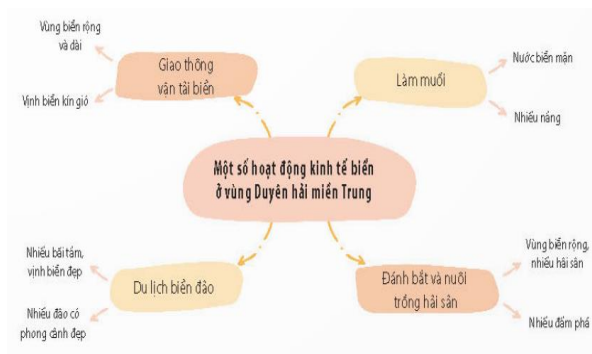 Vùng biển rộng
và dài
Vịnh biển kín gió
Giao thông
vận tải biển
Làm muối
Nước biển mặn
Nhiều nắng
Một số hoạt động kinh tế biển
ở vùng Duyên hải miền Trung
Nhiều bãi tắm,
vịnh biển đẹp
Nhiều đảo có
phong cảnh đẹp
Du lịch biển đảo
Đánh bắt và nuôi
trồng hải sản
Vùng biển rộng,
nhiều hải sản
Nhiều đầm phá